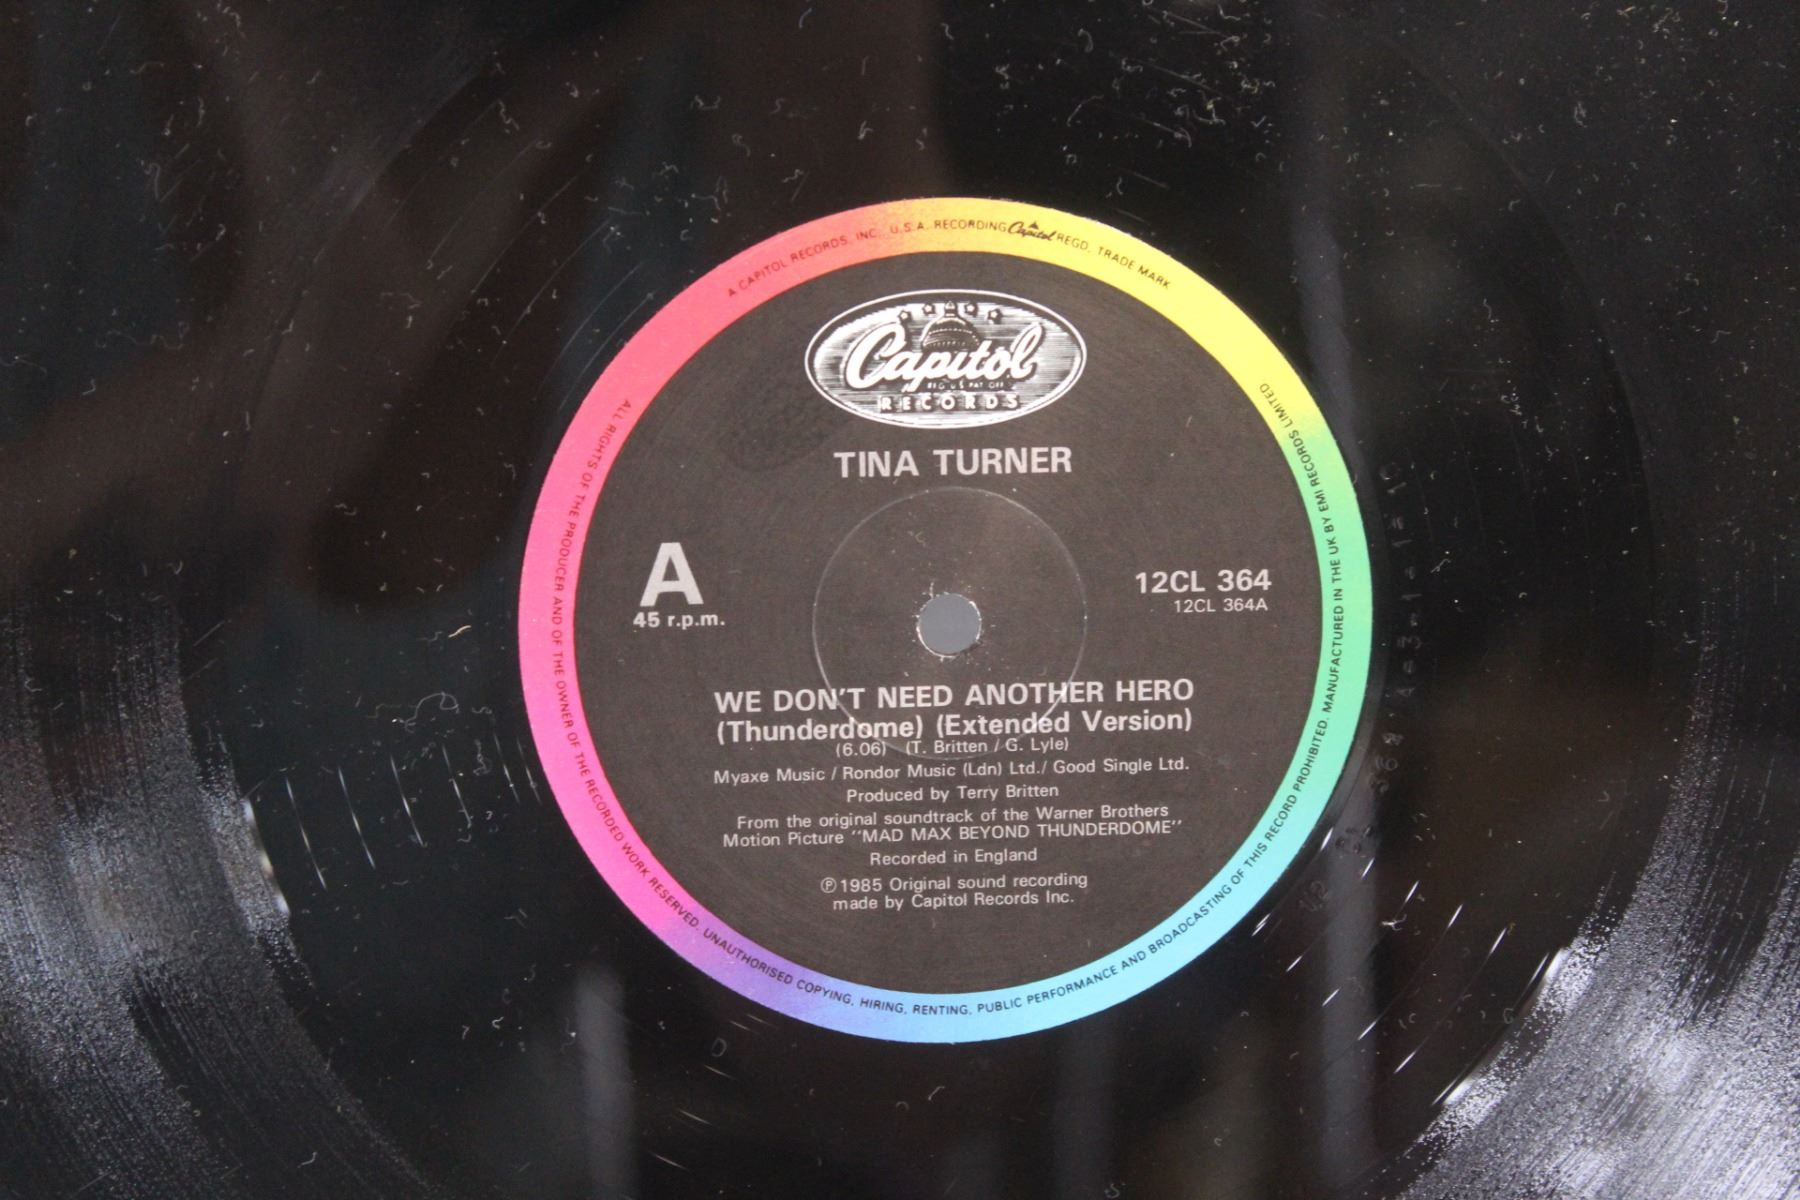 A CAPITOL RECORDS, INC., U.S.A. RECORDING Capitol REGD. TRADE MARK
Capitol
REG. U.S. PAT. OFF.
RECORDS
TINA TURNER
A
45 r.p.m.
12CL 364
12CL 364A
WE DON'T NEED ANOTHER HERO
(Thunderdome) (Extended Version)
(6.06) (T. Britten / G. Lyle)
Myaxe Music / Rondor Music (Ldn) Ltd./ Good Single Ltd.
Produced by Terry Britten
From the original soundtrack of the Warner Brothers
Motion Picture "MAD MAX BEYOND THUNDERDOME"
Recorded in England
℗ 1985 Original sound recording
made by Capitol Records Inc.
ALL RIGHTS OF THE PRODUCER AND OF THE OWNER OF THE RECORDED WORK RESERVED. UNAUTHORISED COPYING, HIRING, RENTING, PUBLIC PERFORMANCE AND BROADCASTING OF THIS RECORD PROHIBITED. MANUFACTURED IN THE UK BY EMI RECORDS LIMITED